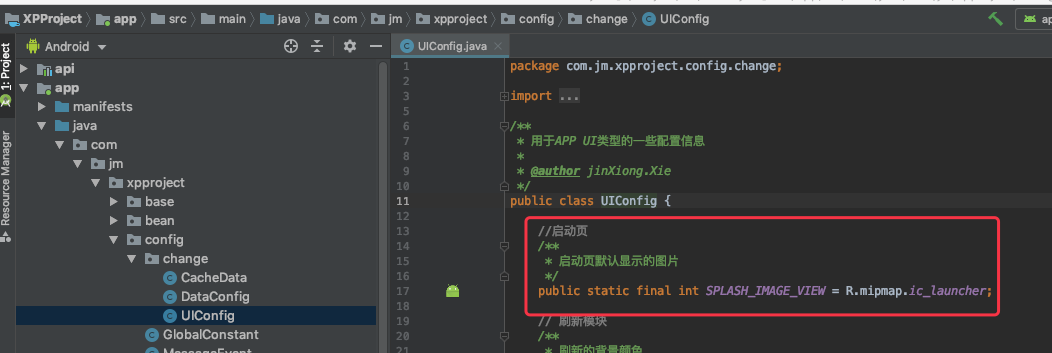 XPProject app src main java com jm xpproject config change UIConfig
Android
UIConfig.java
1: Project
Resource Manager
api
app
manifests
java
com
jm
xpproject
base
bean
config
change
CacheData
DataConfig
UIConfig
GlobalConstant
MessageEvent
1 package com.jm.xpproject.config.change;
2
3 import ...
5
6 /**
7 * 用于APP UI类型的一些配置信息
8 *
9 * @author jinXiong.Xie
10 */
11 public class UIConfig {
12
13 //启动页
14 /**
15 * 启动页默认显示的图片
16 */
17 public static final int SPLASH_IMAGE_VIEW = R.mipmap.ic_launcher;
18
19 // 刷新模块
20 /**
21 * 刷新的背景颜色